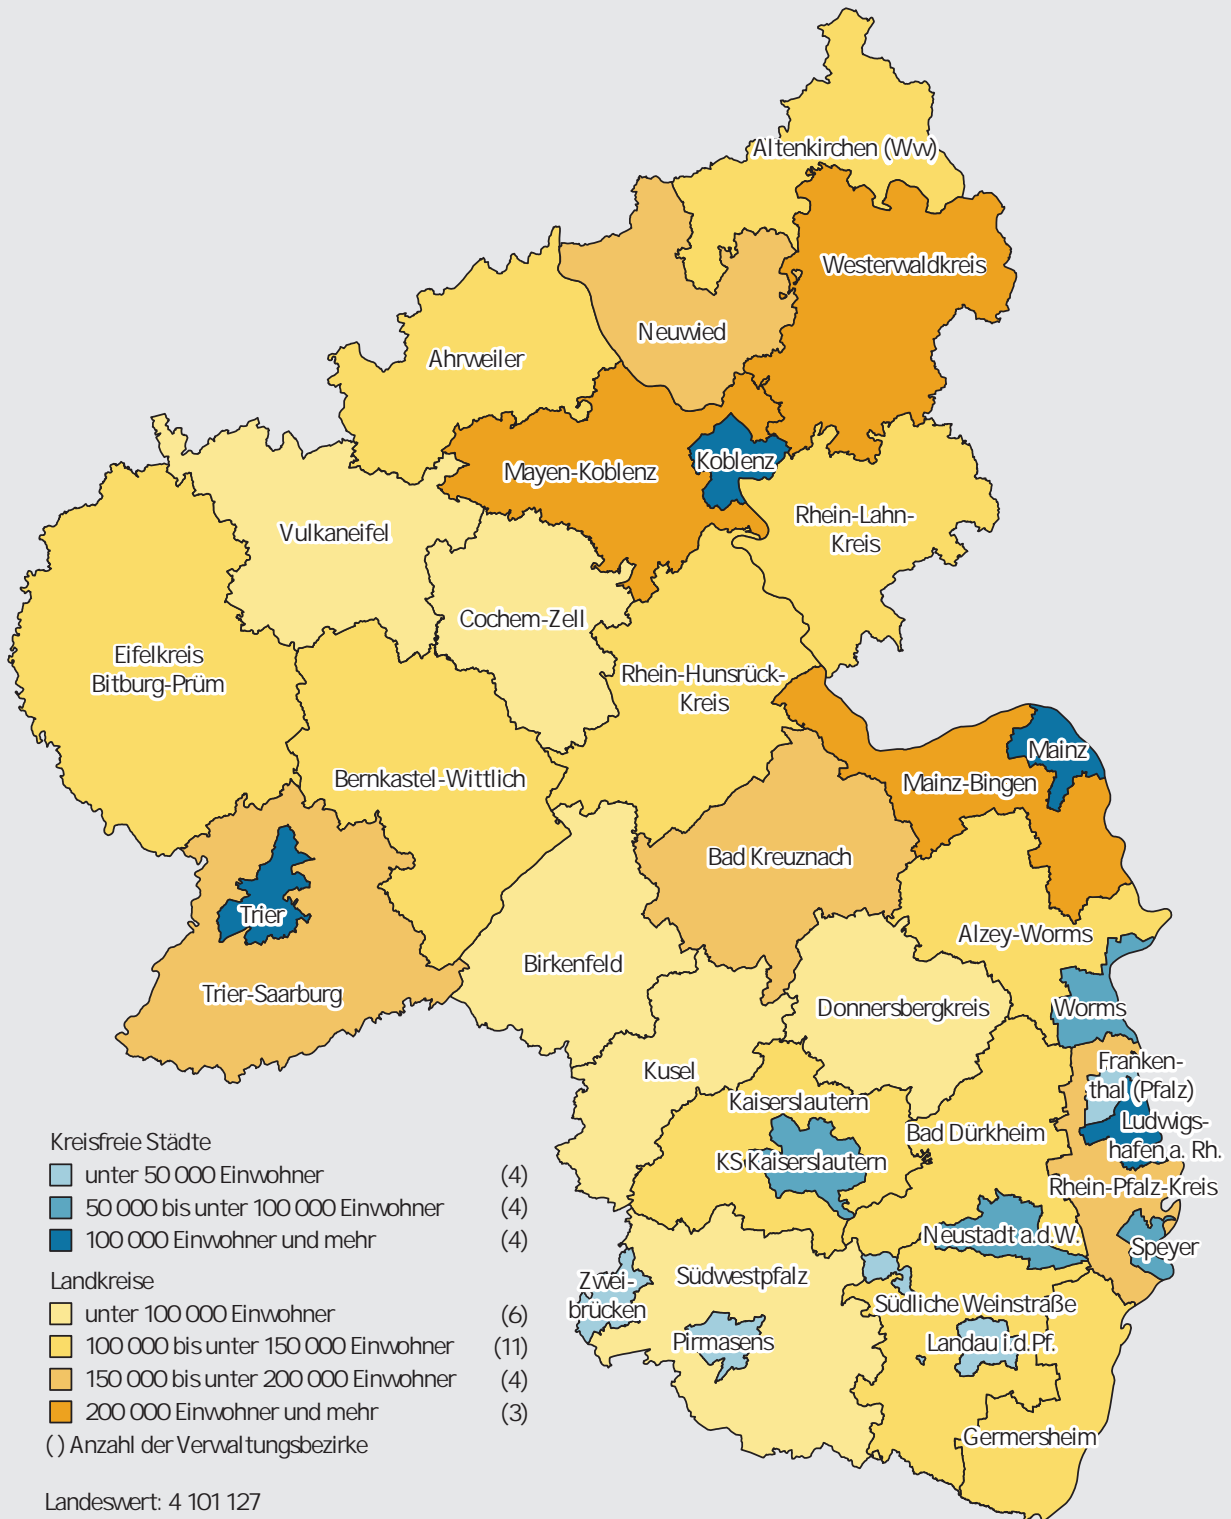 Altenkirchen (Ww)
Westerwaldkreis
Neuwied
Ahrweiler
Koblenz
Mayen-Koblenz
Rhein-Lahn-
Kreis
Vulkaneifel
Cochem-Zell
Eifelkreis
Bitburg-Prüm
Rhein-Hunsrück-
Kreis
Mainz
Bernkastel-Wittlich
Mainz-Bingen
Bad Kreuznach
Trier
Alzey-Worms
Birkenfeld
Trier-Saarburg
Donnersbergkreis
Worms
Kusel
Franken-
thal (Pfalz)
Kaiserslautern
Ludwigs-
hafen a. Rh.
Bad Dürkheim
KS Kaiserslautern
Rhein-Pfalz-Kreis
Neustadt a.d.W.
Speyer
Zwei-
brücken
Südwestpfalz
Südliche Weinstraße
Pirmasens
Landau i.d.Pf.
Germersheim
Kreisfreie Städte
unter 50 000 Einwohner (4)
50 000 bis unter 100 000 Einwohner (4)
100 000 Einwohner und mehr (4)
Landkreise
unter 100 000 Einwohner (6)
100 000 bis unter 150 000 Einwohner (11)
150 000 bis unter 200 000 Einwohner (4)
200 000 Einwohner und mehr (3)
( ) Anzahl der Verwaltungsbezirke
Landeswert: 4 101 127